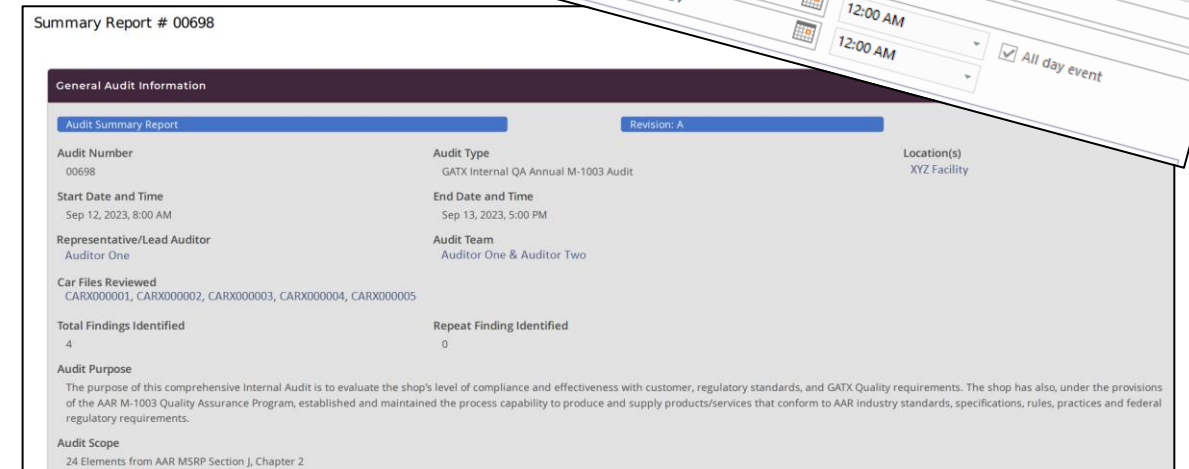 Summary Report # 00698
12:00 AM
12:00 AM
All day event
General Audit Information
Audit Summary Report
Revision: A
Audit Number
Audit Type
Location(s)
00698
GATX Internal QA Annual M-1003 Audit
XYZ Facility
Start Date and Time
End Date and Time
Sep 12, 2023, 8:00 AM
Sep 13, 2023, 5:00 PM
Representative/Lead Auditor
Audit Team
Auditor One
Auditor One & Auditor Two
Car Files Reviewed
CARX000001, CARX000002, CARX000003, CARX000004, CARX000005
Total Findings Identified
Repeat Finding Identified
4
0
Audit Purpose
The purpose of this comprehensive Internal Audit is to evaluate the shop's level of compliance and effectiveness with customer, regulatory standards, and GATX Quality requirements. The shop has also, under the provisions
of the AAR M-1003 Quality Assurance Program, established and maintained the process capability to produce and supply products/services that conform to AAR industry standards, specifications, rules, practices and federal
regulatory requirements.
Audit Scope
24 Elements from AAR MSRP Section J, Chapter 2